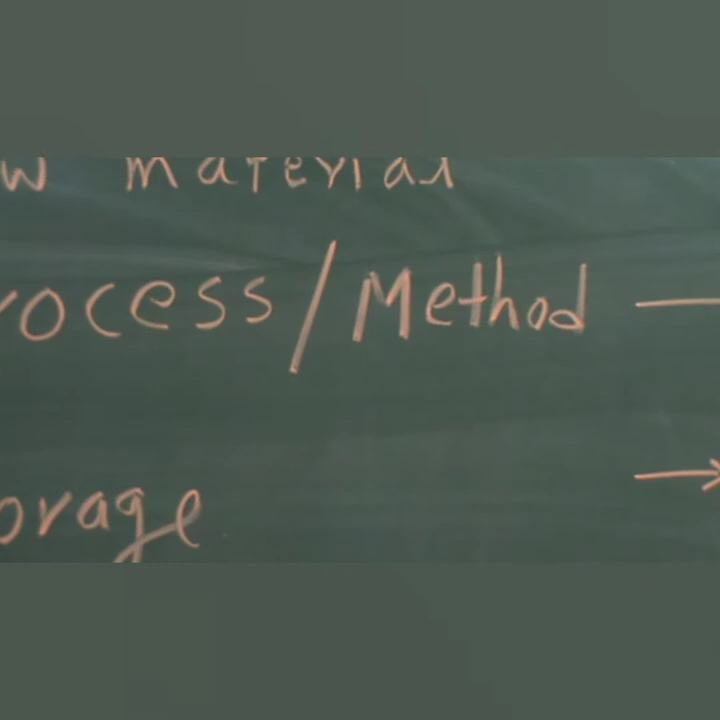 w material
rocess/Method —
orage →